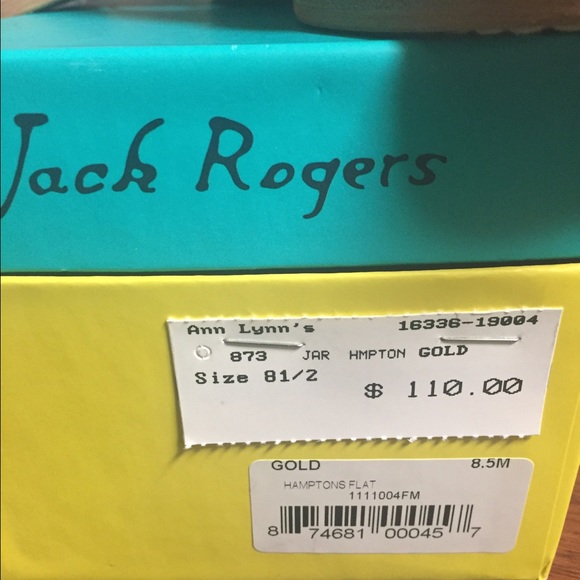 Jack Rogers
Ann Lynn's 16336-19004
873 JAR HMPTON GOLD
Size 81/2 $ 110.00
GOLD 8.5M
HAMPTONS FLAT
1111004FM
8 74681 00045 7